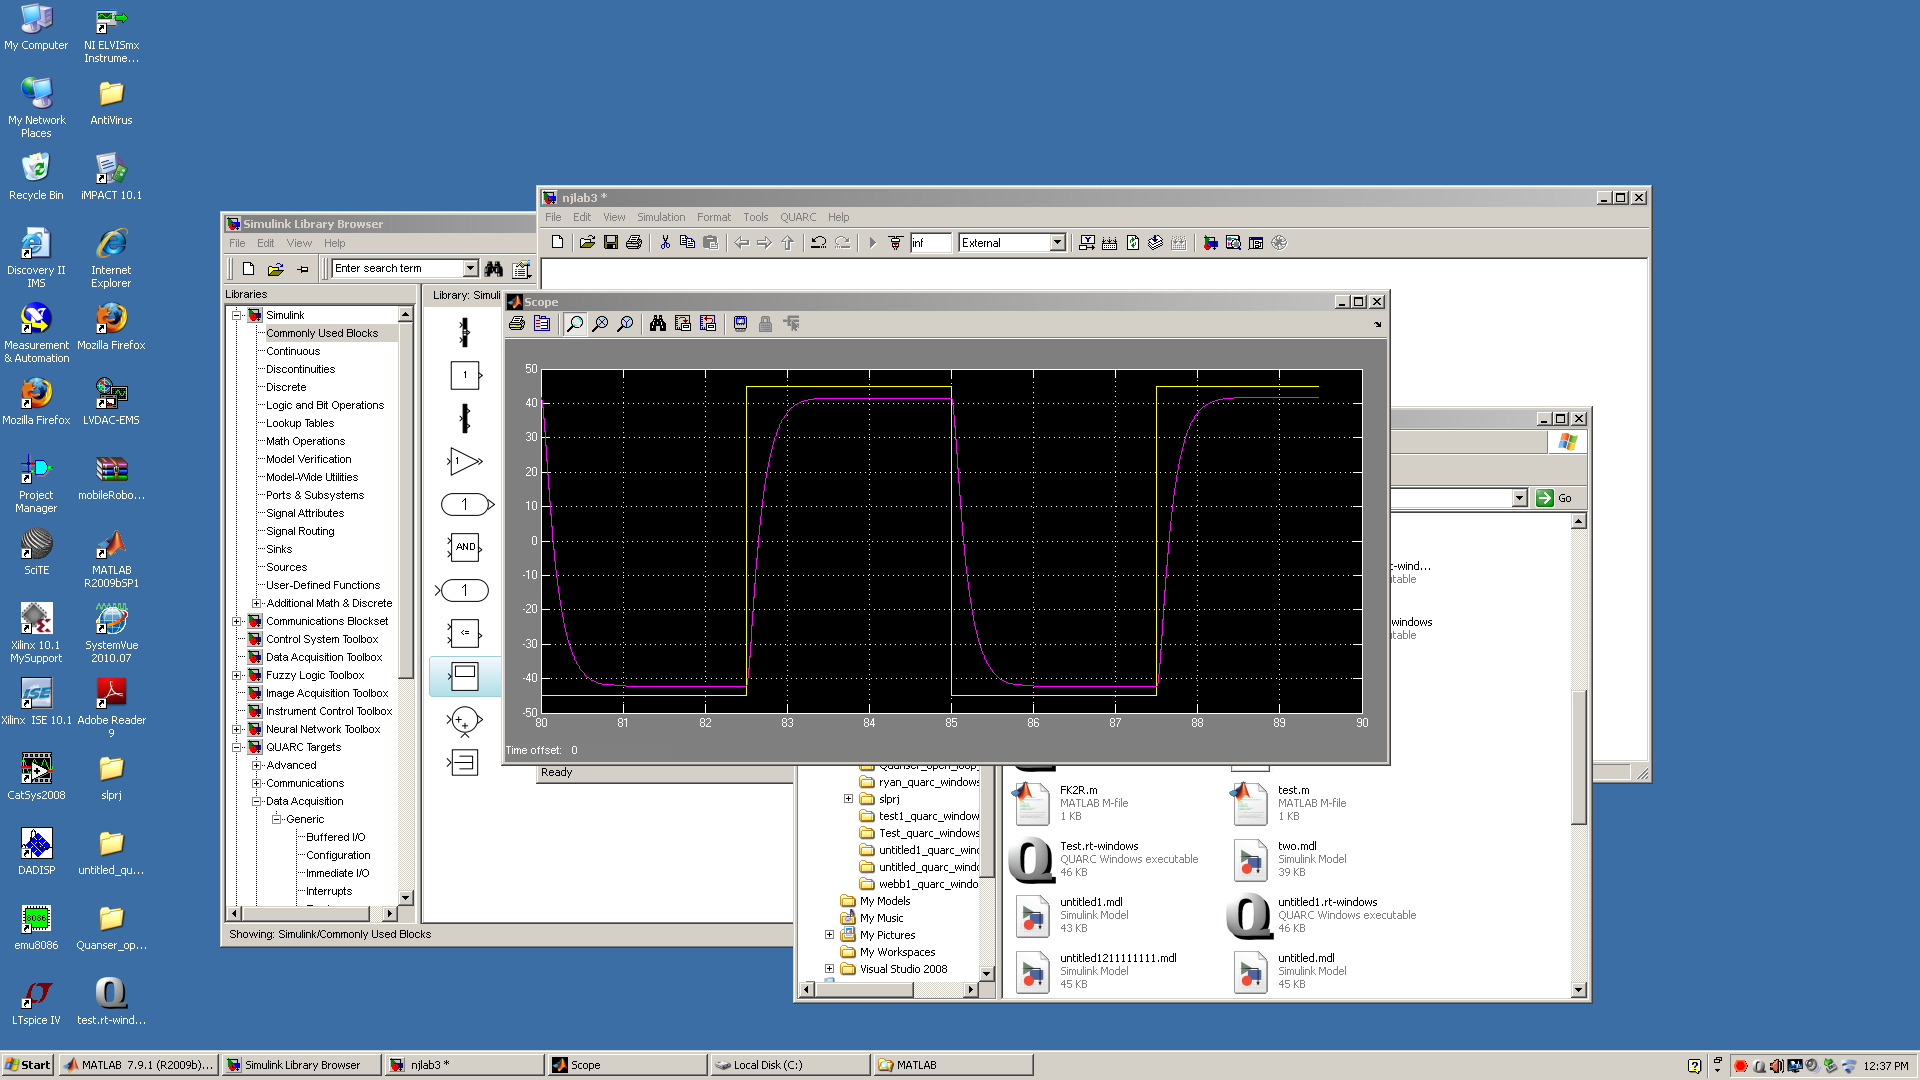 My Computer
NI ELVISmx
Instrume...
My Network
Places
AntiVirus
Recycle Bin
iMPACT 10.1
Discovery II
IMS
Internet
Explorer
Measurement
& Automation
Mozilla Firefox
Mozilla Firefox
LVDAC-EMS
Project
Manager
mobileRobo...
SciTE
MATLAB
R2009bSP1
Xilinx 10.1
MySupport
SystemVue
2010.07
Xilinx ISE 10.1
Adobe Reader
9
CatSys2008
slprj
DADiSP
untitled_qu...
emu8086
Quanser_op...
LTspice IV
test.rt-wind...
Simulink Library Browser
File Edit View Help
Enter search term
Libraries
Library: Simuli
Simulink
Commonly Used Blocks
Continuous
Discontinuities
Discrete
Logic and Bit Operations
Lookup Tables
Math Operations
Model Verification
Model-Wide Utilities
Ports & Subsystems
Signal Attributes
Signal Routing
Sinks
Sources
User-Defined Functions
Additional Math & Discrete
Communications Blockset
Control System Toolbox
Data Acquisition Toolbox
Fuzzy Logic Toolbox
Image Acquisition Toolbox
Instrument Control Toolbox
Neural Network Toolbox
QUARC Targets
Advanced
Communications
Data Acquisition
Generic
Buffered I/O
Configuration
Immediate I/O
Interrupts
Showing: Simulink/Commonly Used Blocks
1
1
1
AND
1
<=
njlab3 *
File Edit View Simulation Format Tools QUARC Help
inf
External
Ready
Scope
50
40
30
20
10
0
-10
-20
-30
-40
-50
80 81 82 83 84 85 86 87 88 89 90
Time offset: 0
Go
t-wind...
table
windows
table
Quanser_open_loop_
ryan_quarc_windows
slprj
test1_quarc_window
Test_quarc_windows
untitled1_quarc_win
untitled_quarc_windo
webb1_quarc_windo
My Models
My Music
My Pictures
My Workspaces
Visual Studio 2008
FK2R.m
MATLAB M-file
1 KB
test.m
MATLAB M-file
1 KB
Test.rt-windows
QUARC Windows executable
46 KB
two.mdl
Simulink Model
39 KB
untitled1.mdl
Simulink Model
43 KB
untitled1.rt-windows
QUARC Windows executable
46 KB
untitled1211111111.mdl
Simulink Model
45 KB
untitled.mdl
Simulink Model
45 KB
Start
MATLAB 7.9.1 (R2009b)...
Simulink Library Browser
njlab3 *
Scope
Local Disk (C:)
MATLAB
12:37 PM